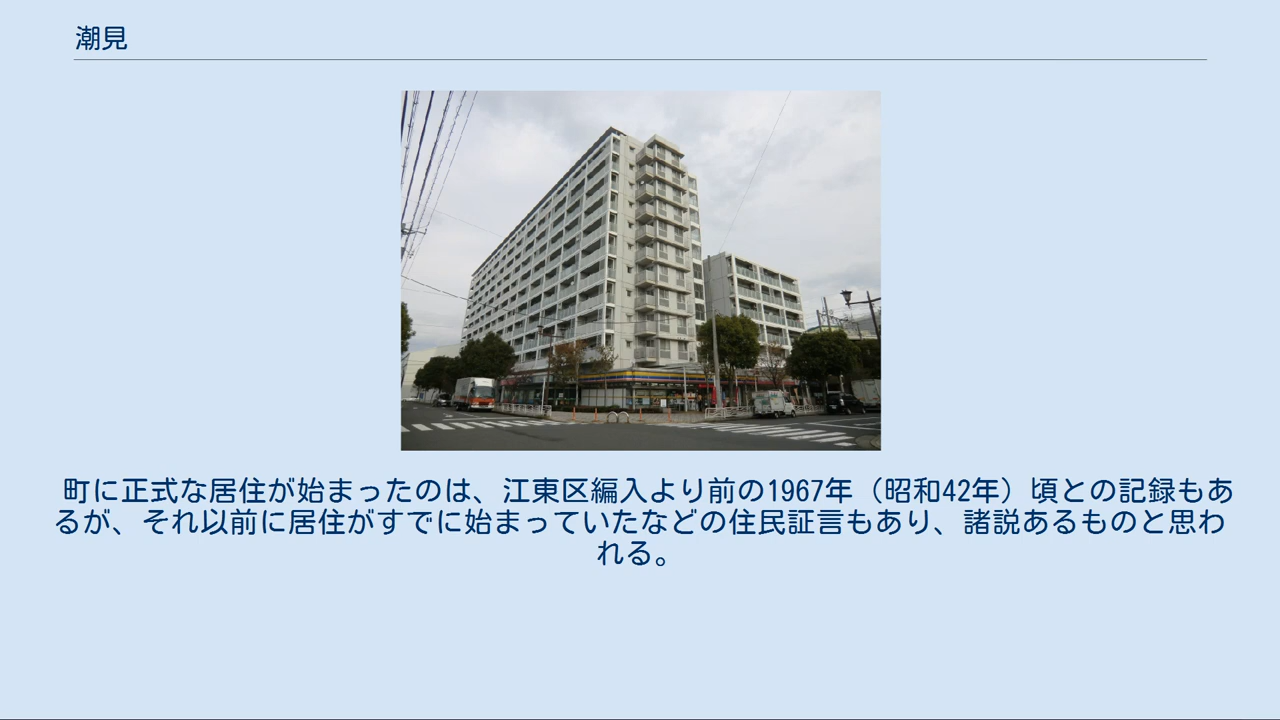 潮見
町に正式な居住が始まったのは、江東区編入より前の1967年（昭和42年）頃との記録もあ
るが、それ以前に居住がすでに始まっていたなどの住民証言もあり、諸説あるものと思わ
れる。